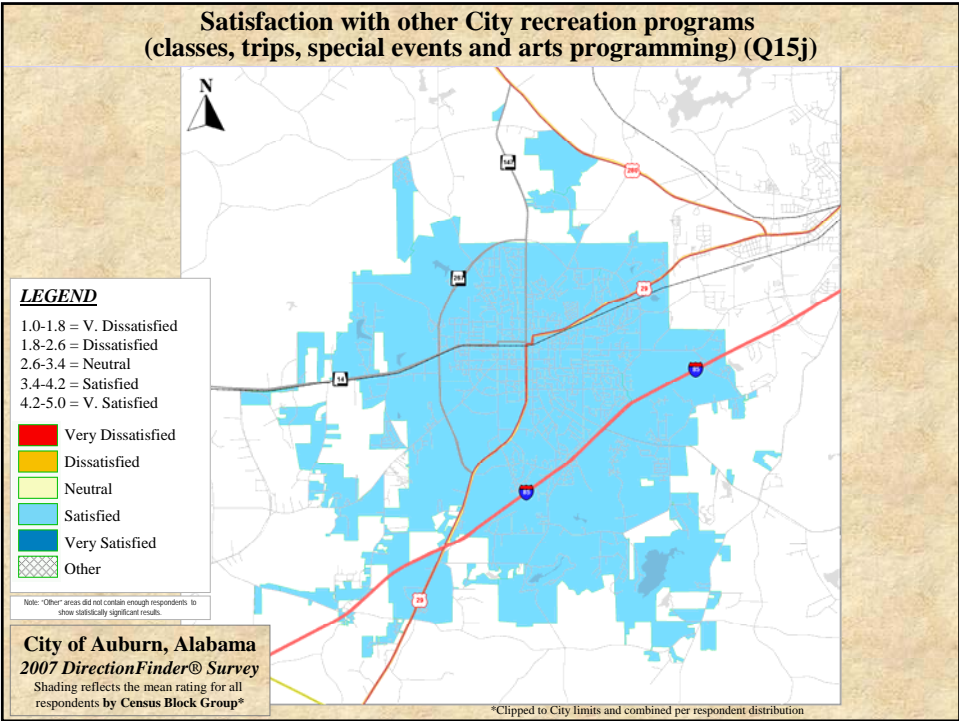 Satisfaction with other City recreation programs
(classes, trips, special events and arts programming) (Q15j)
N
147
280
267
29
14
85
85
29
LEGEND
1.0-1.8 = V. Dissatisfied
1.8-2.6 = Dissatisfied
2.6-3.4 = Neutral
3.4-4.2 = Satisfied
4.2-5.0 = V. Satisfied
Very Dissatisfied
Dissatisfied
Neutral
Satisfied
Very Satisfied
Other
Note: "Other" areas did not contain enough respondents to
show statistically significant results.
City of Auburn, Alabama
2007 DirectionFinder® Survey
Shading reflects the mean rating for all
respondents by Census Block Group*
*Clipped to City limits and combined per respondent distribution